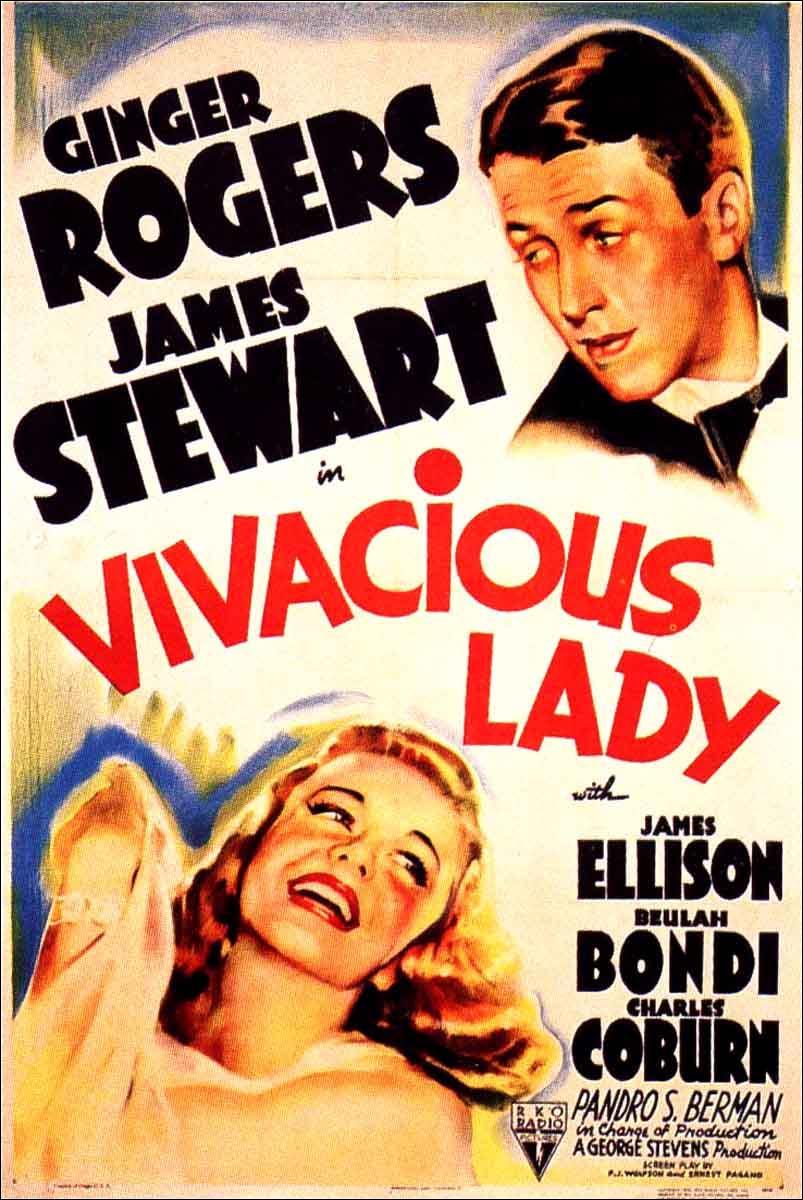 GINGER
ROGERS
JAMES
STEWART
in
VIVACiOUS
LADY
with
JAMES
ELLISON
BEULAH
BONDI
CHARLES
COBURN
RKO
RADIO
PICTURES
PANDRO S. BERMAN
in Charge of Production
A GEORGE STEVENS Production
SCREEN PLAY BY
P.J. WOLFSON AND ERNEST PAGANO